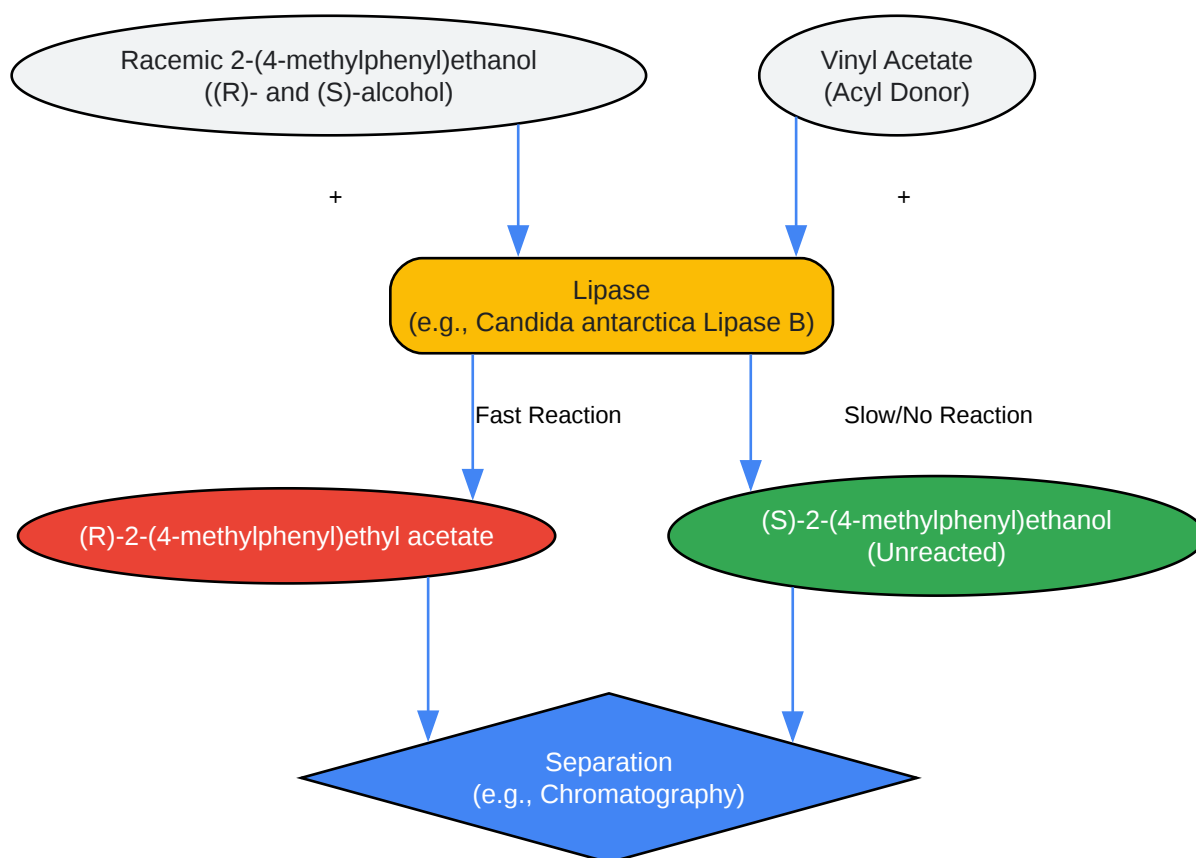 Racemic 2-(4-methylphenyl)ethanol
((R)- and (S)-alcohol)
Vinyl Acetate
(Acyl Donor)
+
+
Lipase
(e.g., Candida antarctica Lipase B)
Fast Reaction
Slow/No Reaction
(R)-2-(4-methylphenyl)ethyl acetate
(S)-2-(4-methylphenyl)ethanol
(Unreacted)
Separation
(e.g., Chromatography)